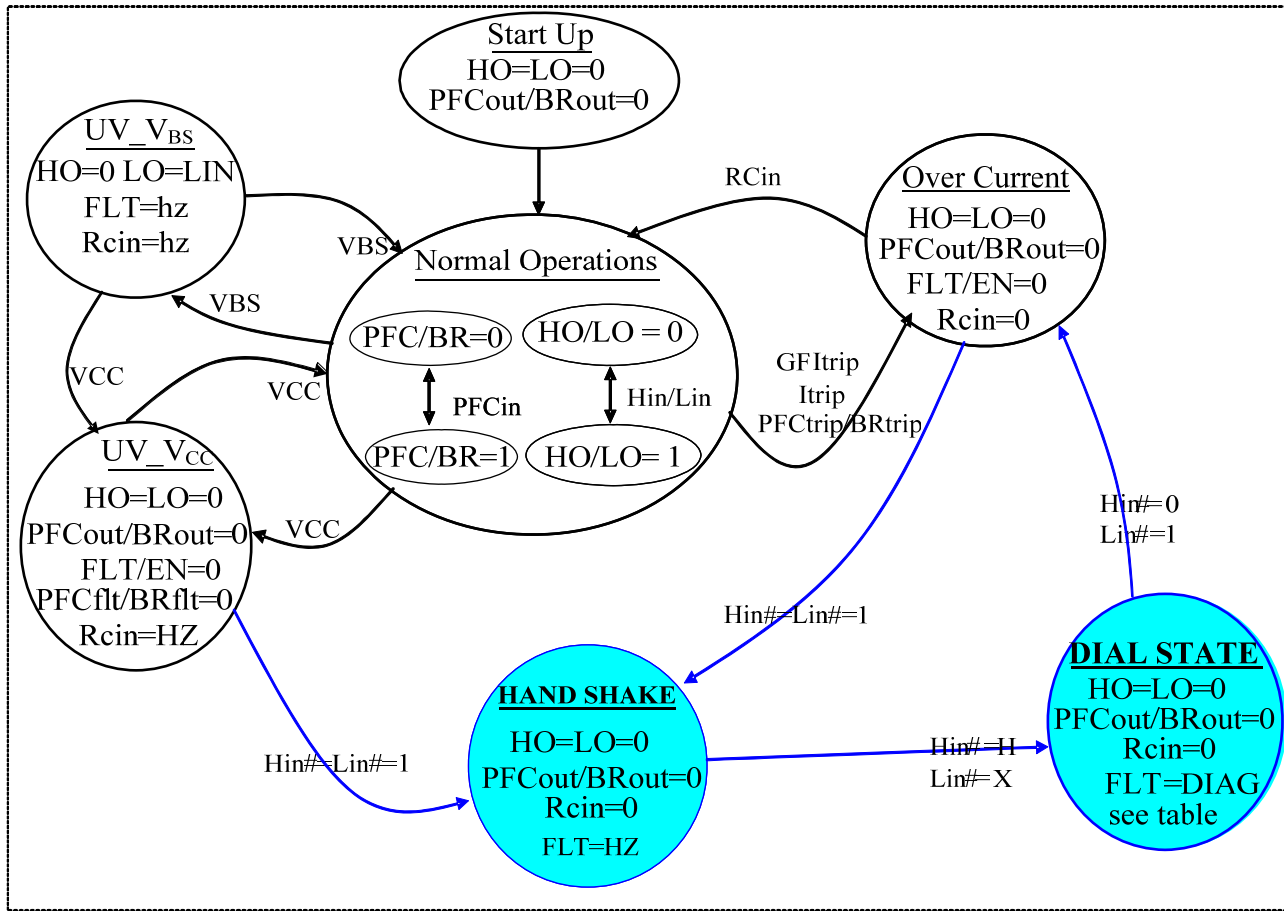 Start Up
HO=LO=0
PFCout/BRout=0
UV_VBS
HO=0 LO=LIN
FLT=hz
Rcin=hz
VBS
RCin
Over Current
HO=LO=0
PFCout/BRout=0
FLT/EN=0
Rcin=0
Normal Operations
PFC/BR=0
HO/LO = 0
PFCin
Hin/Lin
PFC/BR=1
HO/LO= 1
VBS
VCC
VCC
GFItrip
Itrip
PFCtrip/BRtrip
UV_VCC
HO=LO=0
PFCout/BRout=0
FLT/EN=0
PFCflt/BRflt=0
Rcin=HZ
VCC
Hin#=0
Lin#=1
Hin#=Lin#=1
Hin#=Lin#=1
HAND SHAKE
HO=LO=0
PFCout/BRout=0
Rcin=0
FLT=HZ
Hin#=H
Lin#=X
DIAL STATE
HO=LO=0
PFCout/BRout=0
Rcin=0
FLT=DIAG
see table